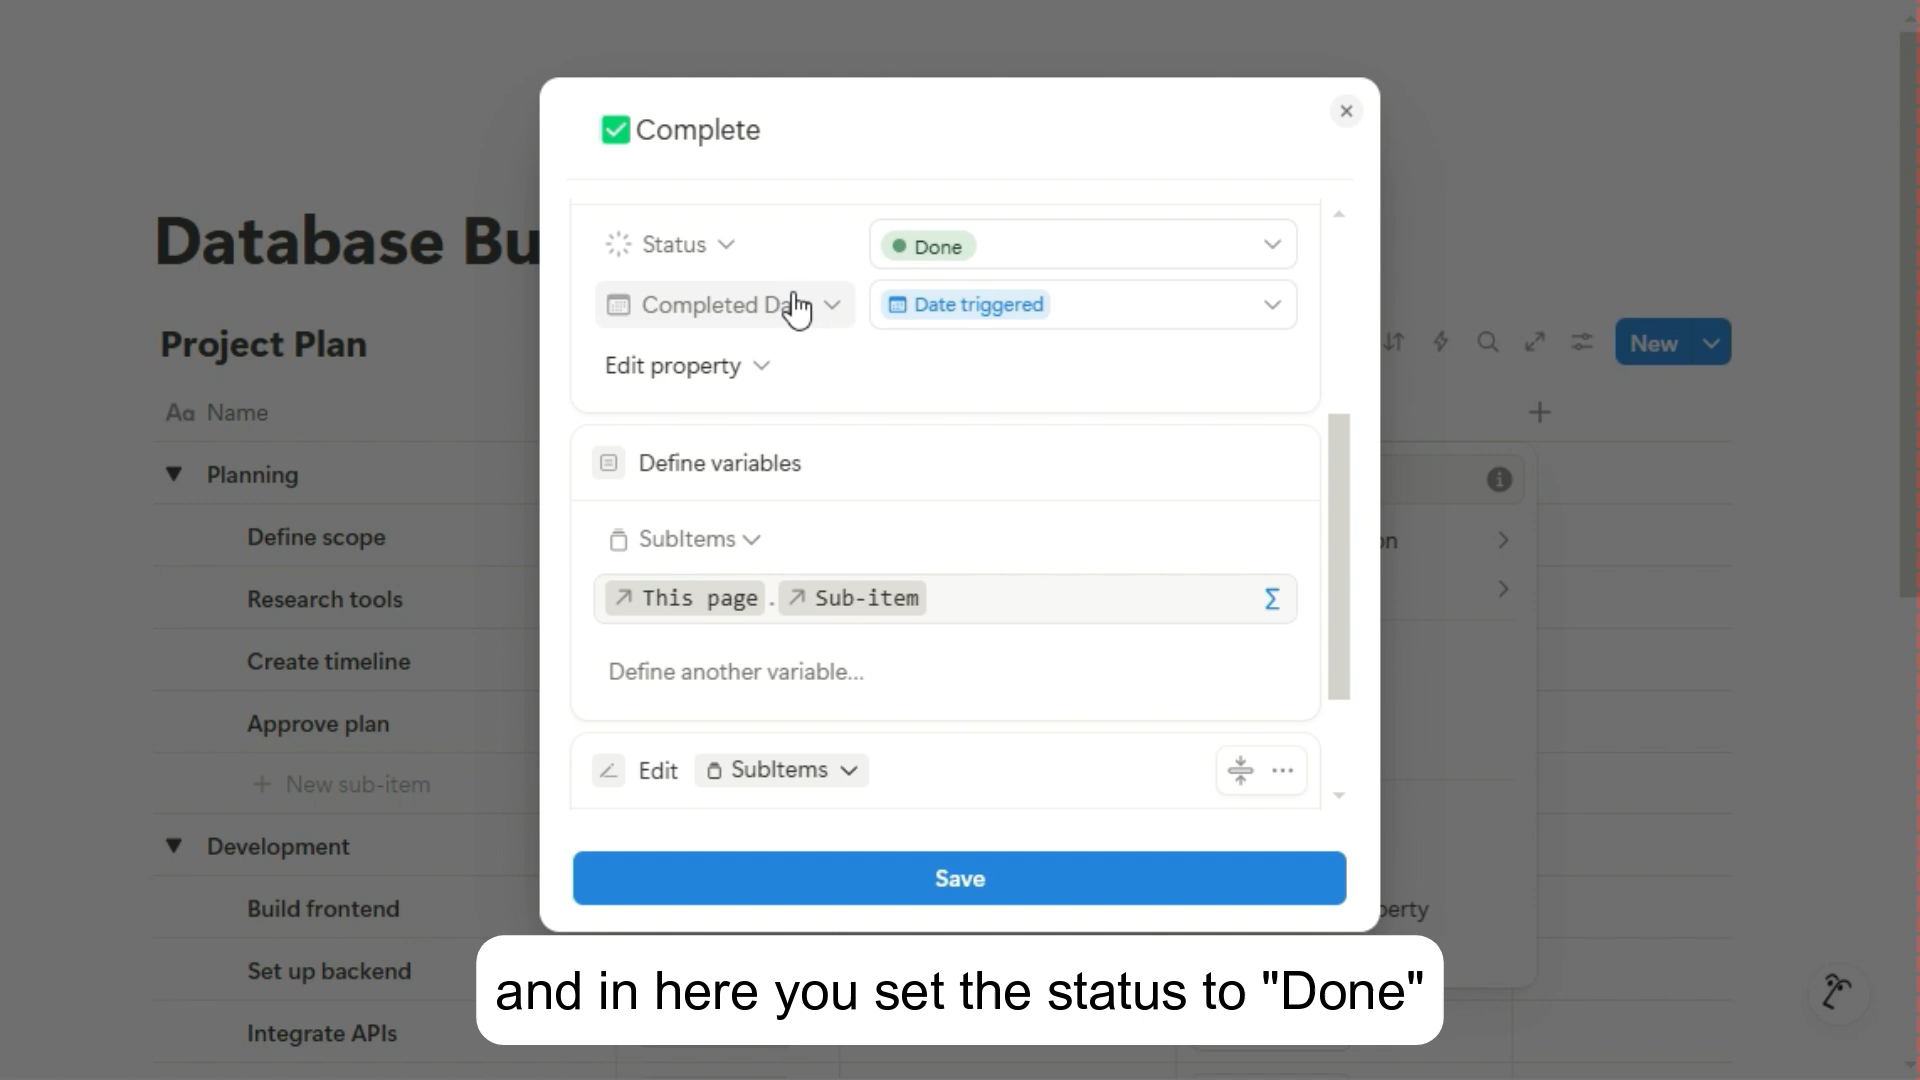 Complete
Database Bu
Status
Done
Completed Da
Date triggered
Edit property
Project Plan
New
Aa Name
Define variables
Planning
SubItems
Define scope
on
This page . Sub-item
Σ
Research tools
Create timeline
Define another variable...
Approve plan
Edit SubItems
+ New sub-item
Development
Save
Build frontend
perty
Set up backend
and in here you set the status to "Done"
Integrate APIs